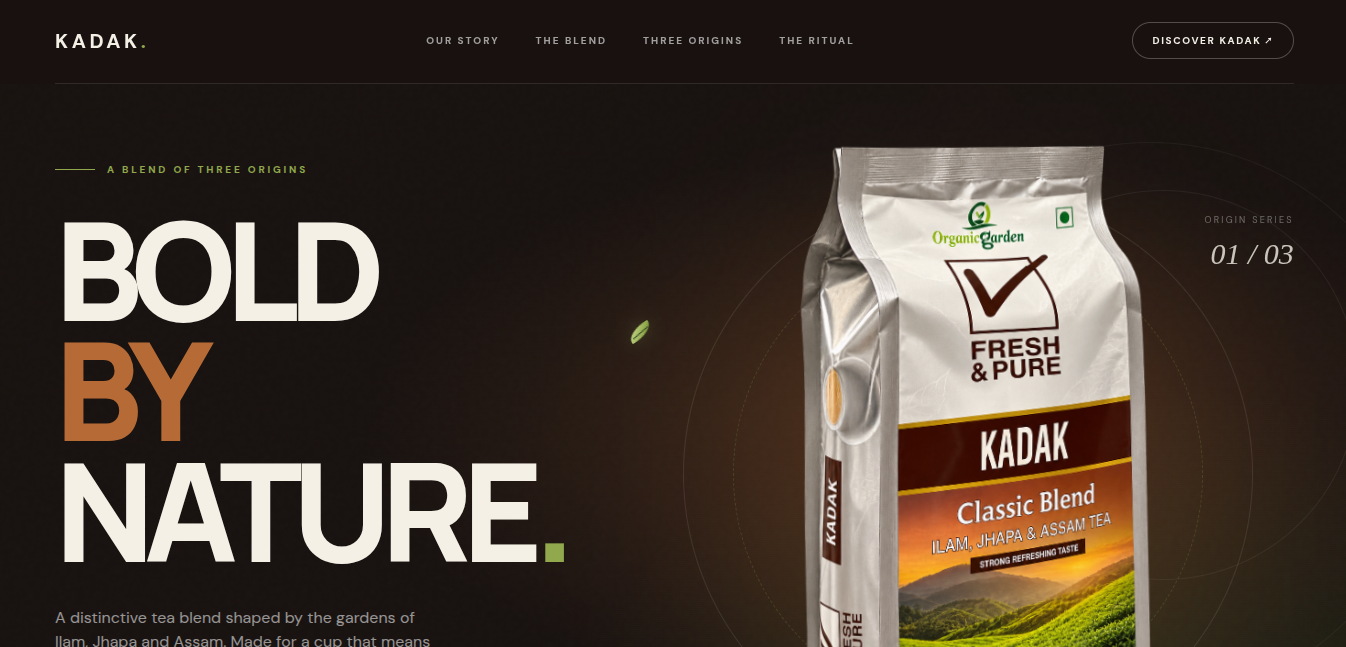 KADAK.
OUR STORY
THE BLEND
THREE ORIGINS
THE RITUAL
DISCOVER KADAK ↗
A BLEND OF THREE ORIGINS
BOLD
BY
NATURE.
A distinctive tea blend shaped by the gardens of
Ilam, Jhapa and Assam. Made for a cup that means
ORIGIN SERIES
01 / 03
Organic garden
FRESH
& PURE
KADAK
Classic Blend
ILAM, JHAPA & ASSAM TEA
STRONG REFRESHING TASTE
KADAK